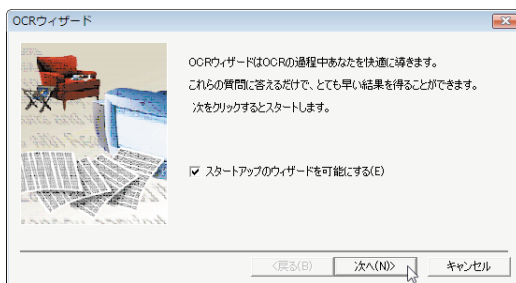 OCRウィザード
OCRウィザードはOCRの過程中あなたを快適に導きます。
これらの質問に答えるだけで、とても早い結果を得ることができます。
次をクリックするとスタートします。
スタートアップのウィザードを可能にする(E)
<戻る(B)
次へ(N)>
キャンセル